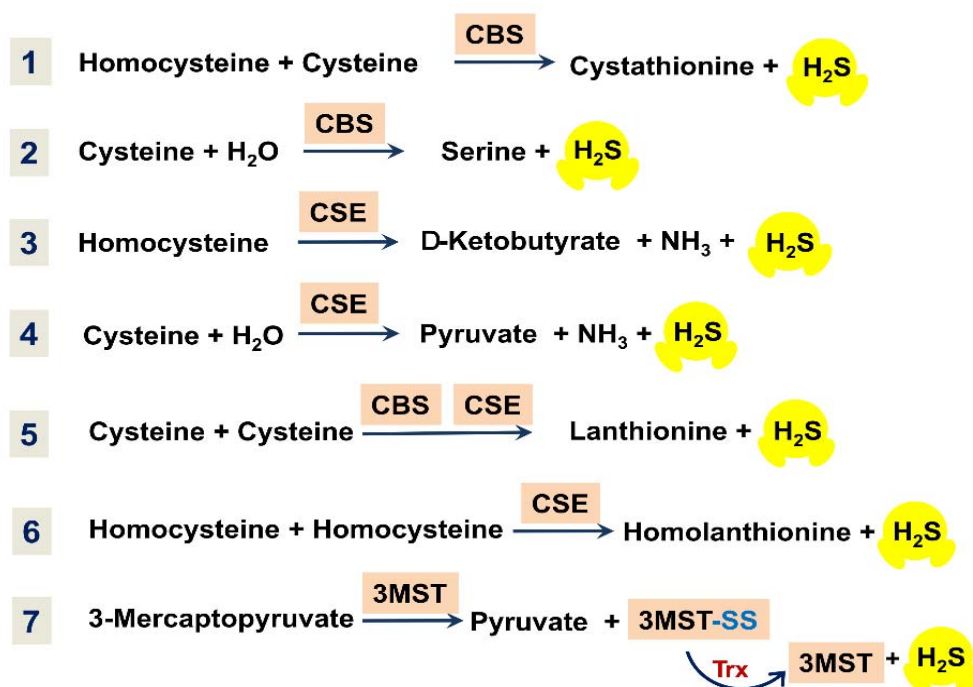 CBS
1 Homocysteine + Cysteine Cystathionine + H₂S
CBS
2 Cysteine + H₂O Serine + H₂S
CSE
3 Homocysteine D-Ketobutyrate + NH₃ + H₂S
CSE
4 Cysteine + H₂O Pyruvate + NH₃ + H₂S
CBS CSE
5 Cysteine + Cysteine Lanthionine + H₂S
CSE
6 Homocysteine + Homocysteine Homolanthionine + H₂S
3MST
7 3-Mercaptopyruvate Pyruvate + 3MST-SS
Trx 3MST + H₂S